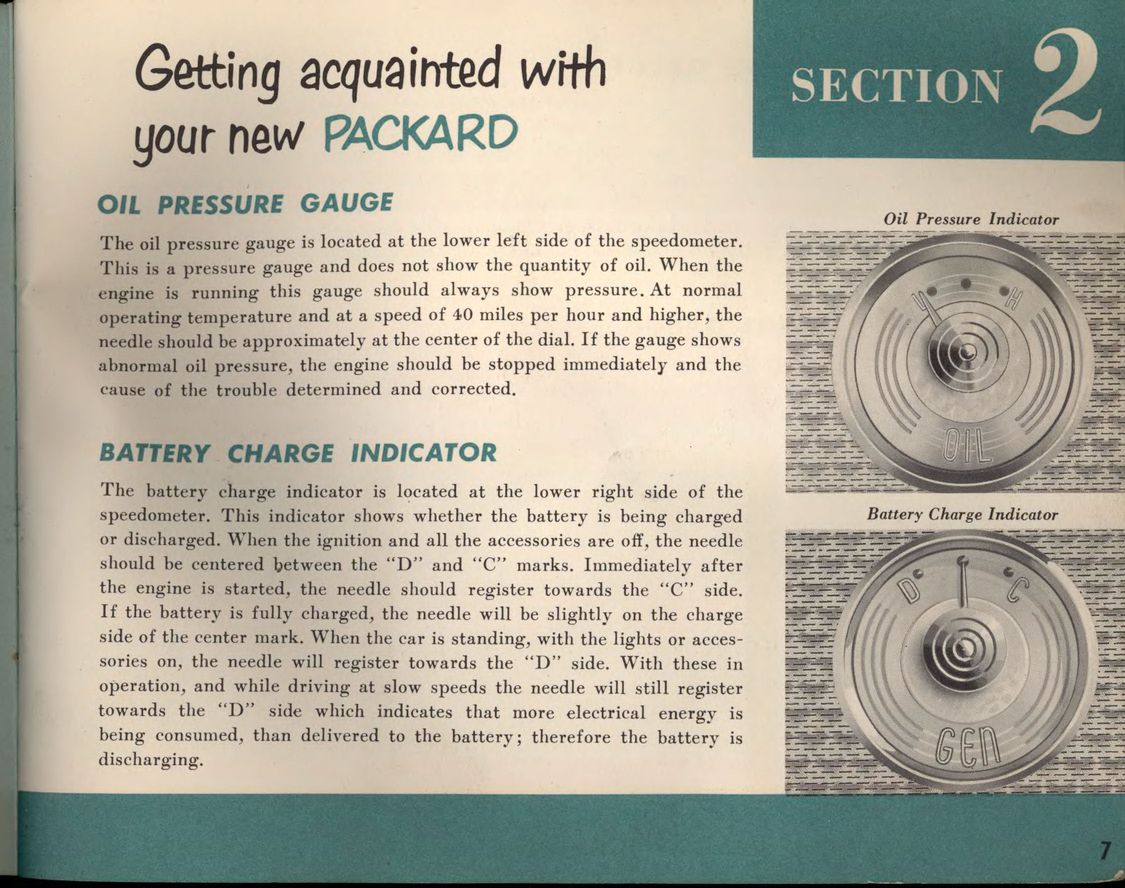 Getting acquainted with
your new PACKARD
SECTION 2
OIL PRESSURE GAUGE
The oil pressure gauge is located at the lower left side of the speedometer.
This is a pressure gauge and does not show the quantity of oil. When the
engine is running this gauge should always show pressure. At normal
operating temperature and at a speed of 40 miles per hour and higher, the
needle should be approximately at the center of the dial. If the gauge shows
abnormal oil pressure, the engine should be stopped immediately and the
cause of the trouble determined and corrected.
BATTERY CHARGE INDICATOR
The battery charge indicator is located at the lower right side of the
speedometer. This indicator shows whether the battery is being charged
or discharged. When the ignition and all the accessories are off, the needle
should be centered between the “D” and “C” marks. Immediately after
the engine is started, the needle should register towards the “C” side.
If the battery is fully charged, the needle will be slightly on the charge
side of the center mark. When the car is standing, with the lights or acces-
sories on, the needle will register towards the “D” side. With these in
operation, and while driving at slow speeds the needle will still register
towards the “D” side which indicates that more electrical energy is
being consumed, than delivered to the battery; therefore the battery is
discharging.
Oil Pressure Indicator
H
OIL
Battery Charge Indicator
D C
GEN
7